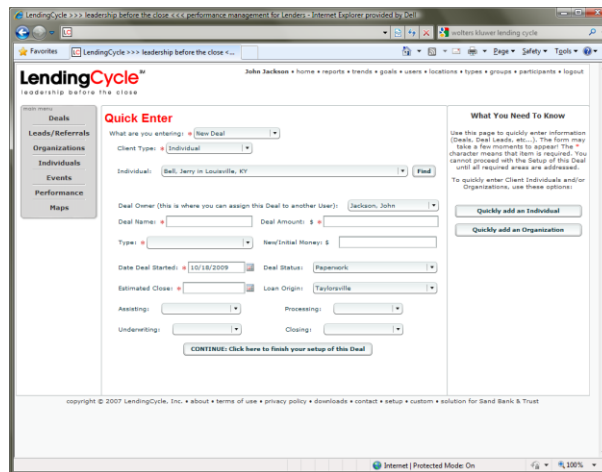 LendingCycle >>> leadership before the close <<< performance management for Lenders - Internet Explorer provided by Dell
wolters kluwer lending cycle
Favorites LendingCycle >>> leadership before the close <... Page Safety Tools
LendingCycle
leadership before the close
John Jackson • home • reports • trends • goals • users • locations • types • groups • participants • logout
main menu
Deals
Leads/Referrals
Organizations
Individuals
Events
Performance
Maps
Quick Enter
What are you entering: * New Deal
Client Type: * Individual
Individual: Bell, Jerry in Louisville, KY Find
Deal Owner (this is where you can assign this Deal to another User): Jackson, John
Deal Name: * Deal Amount: $ *
Type: * New/Initial Money: $
Date Deal Started: * 10/18/2009 Deal Status: Paperwork
Estimated Close: * Loan Origin: Taylorsville
Assisting: Processing:
Underwriting: Closing:
CONTINUE: Click here to finish your setup of this Deal
What You Need To Know
Use this page to quickly enter information
(Deals, Deal Leads, etc...). The form may
take a few moments to appear! The *
character means that item is required. You
cannot proceed with the Setup of this Deal
until all required areas are addressed.
To quickly enter Client Individuals and/or
Organizations, use these options:
Quickly add an Individual
Quickly add an Organization
copyright © 2007 LendingCycle, Inc. • about • terms of use • privacy policy • downloads • contact • setup • custom • solution for Sand Bank & Trust
Internet | Protected Mode: On 100%